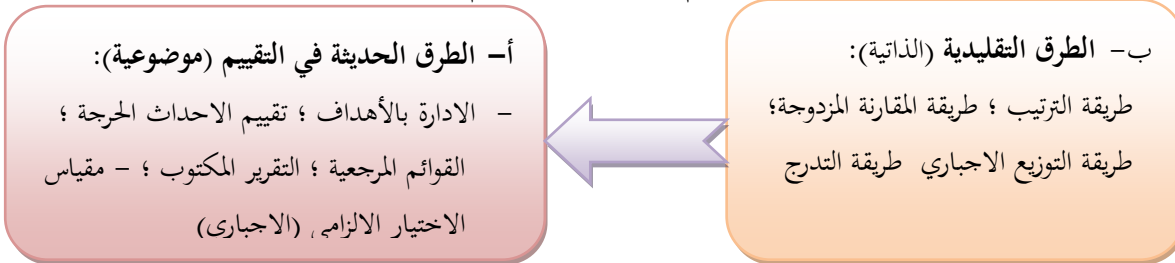 ب- الطرق التقليدية (الذاتية):
طريقة الترتيب ؛ طريقة المقارنة المزدوجة؛
طريقة التوزيع الاجباري طريقة التدرج
أ- الطرق الحديثة في التقييم (موضوعية):
- الادارة بالأهداف ؛ تقييم الاحداث الحرجة ؛
القوائم المرجعية ؛ التقرير المكتوب ؛ - مقياس
الاختيار الالزامي (الاجباري)